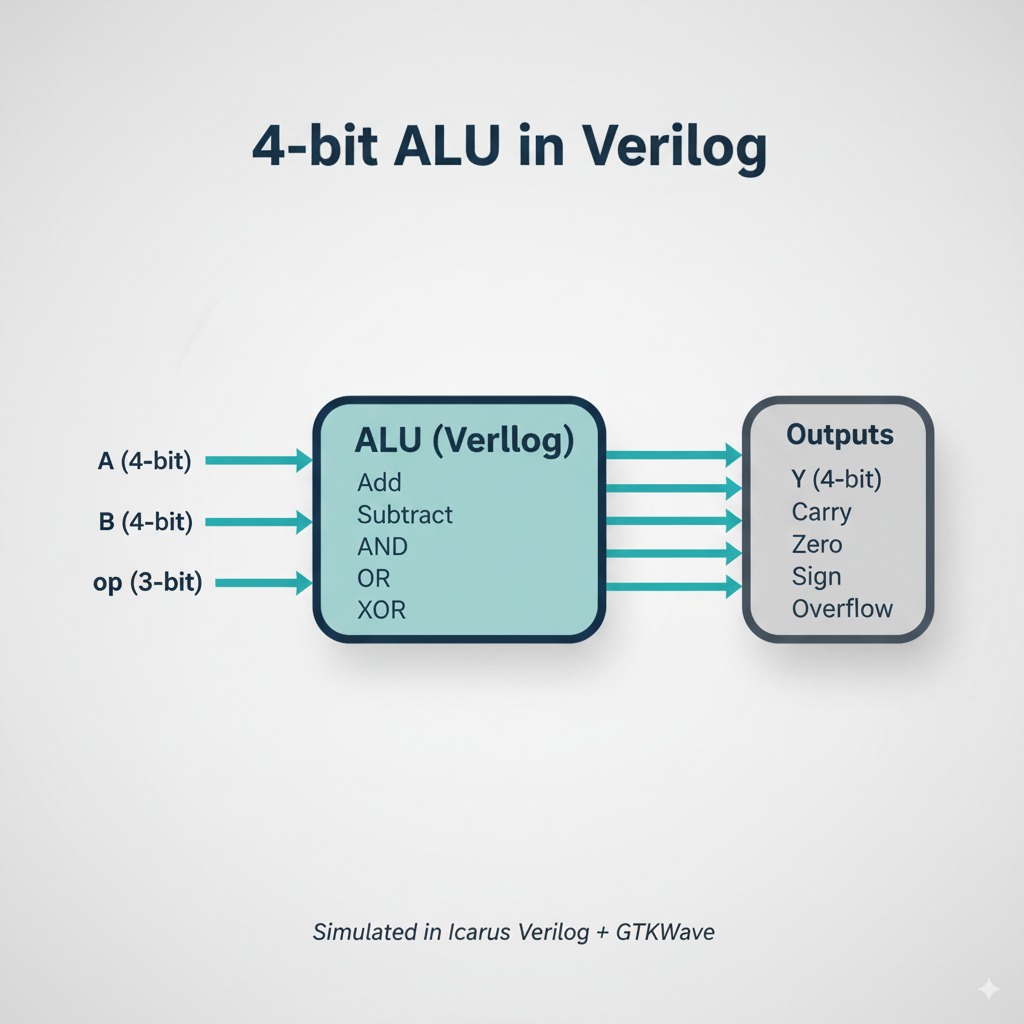 4-bit ALU in Verilog
A (4-bit)
B (4-bit)
op (3-bit)
ALU (Verllog)
Add
Subtract
AND
OR
XOR
Outputs
Y (4-bit)
Carry
Zero
Sign
Overflow
Simulated in Icarus Verilog + GTKWave